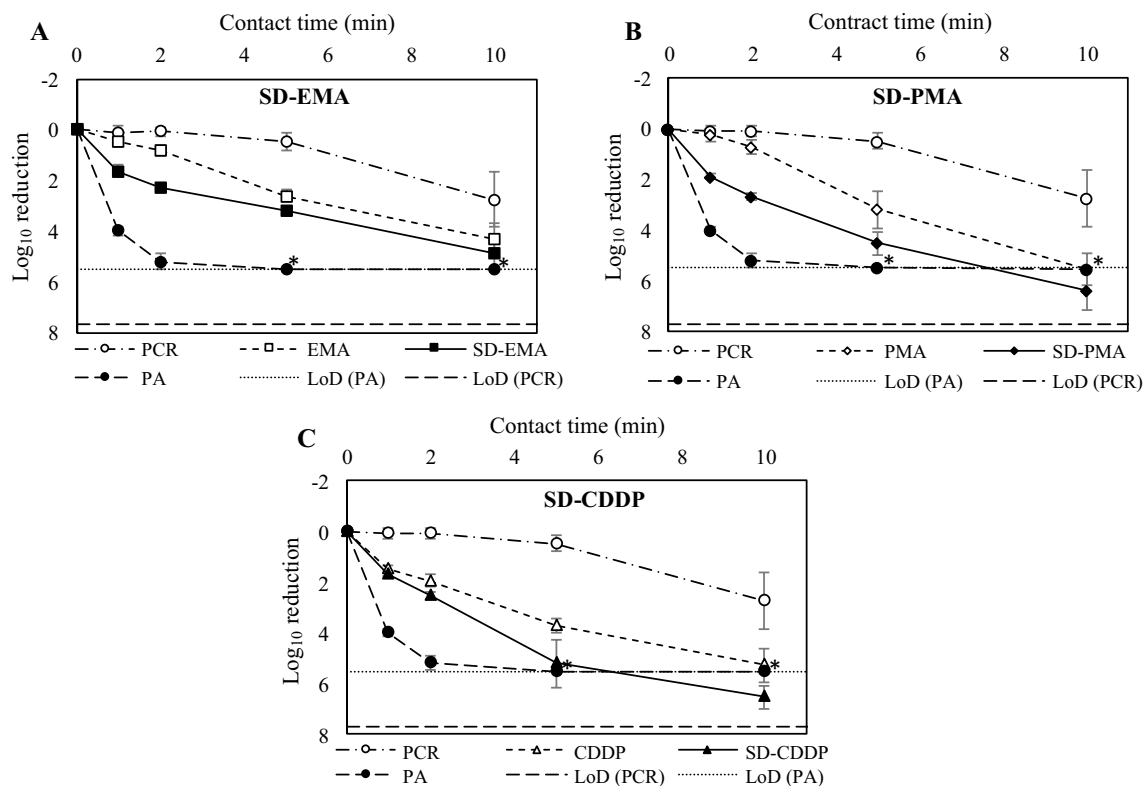 A
Contact time (min)
0 2 4 6 8 10
-2
0
2
4
6
8
Log10 reduction
SD-EMA
*
*
PCR EMA SD-EMA
PA LoD (PA) LoD (PCR)
B
Contract time (min)
0 2 4 6 8 10
-2
0
2
4
6
8
Log10 reduction
SD-PMA
*
*
PCR PMA SD-PMA
PA LoD (PA) LoD (PCR)
C
Contact time (min)
0 2 4 6 8 10
-2
0
2
4
6
8
Log10 reduction
SD-CDDP
*
*
PCR CDDP SD-CDDP
PA LoD (PCR) LoD (PA)